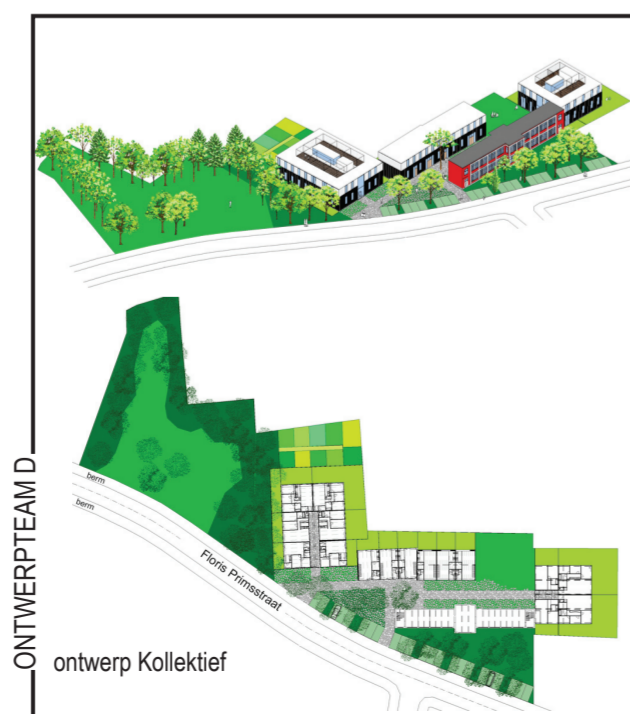 ONTWERPTEAM D
berm
berm
Floris Primsstraat
ontwerp Kollektief